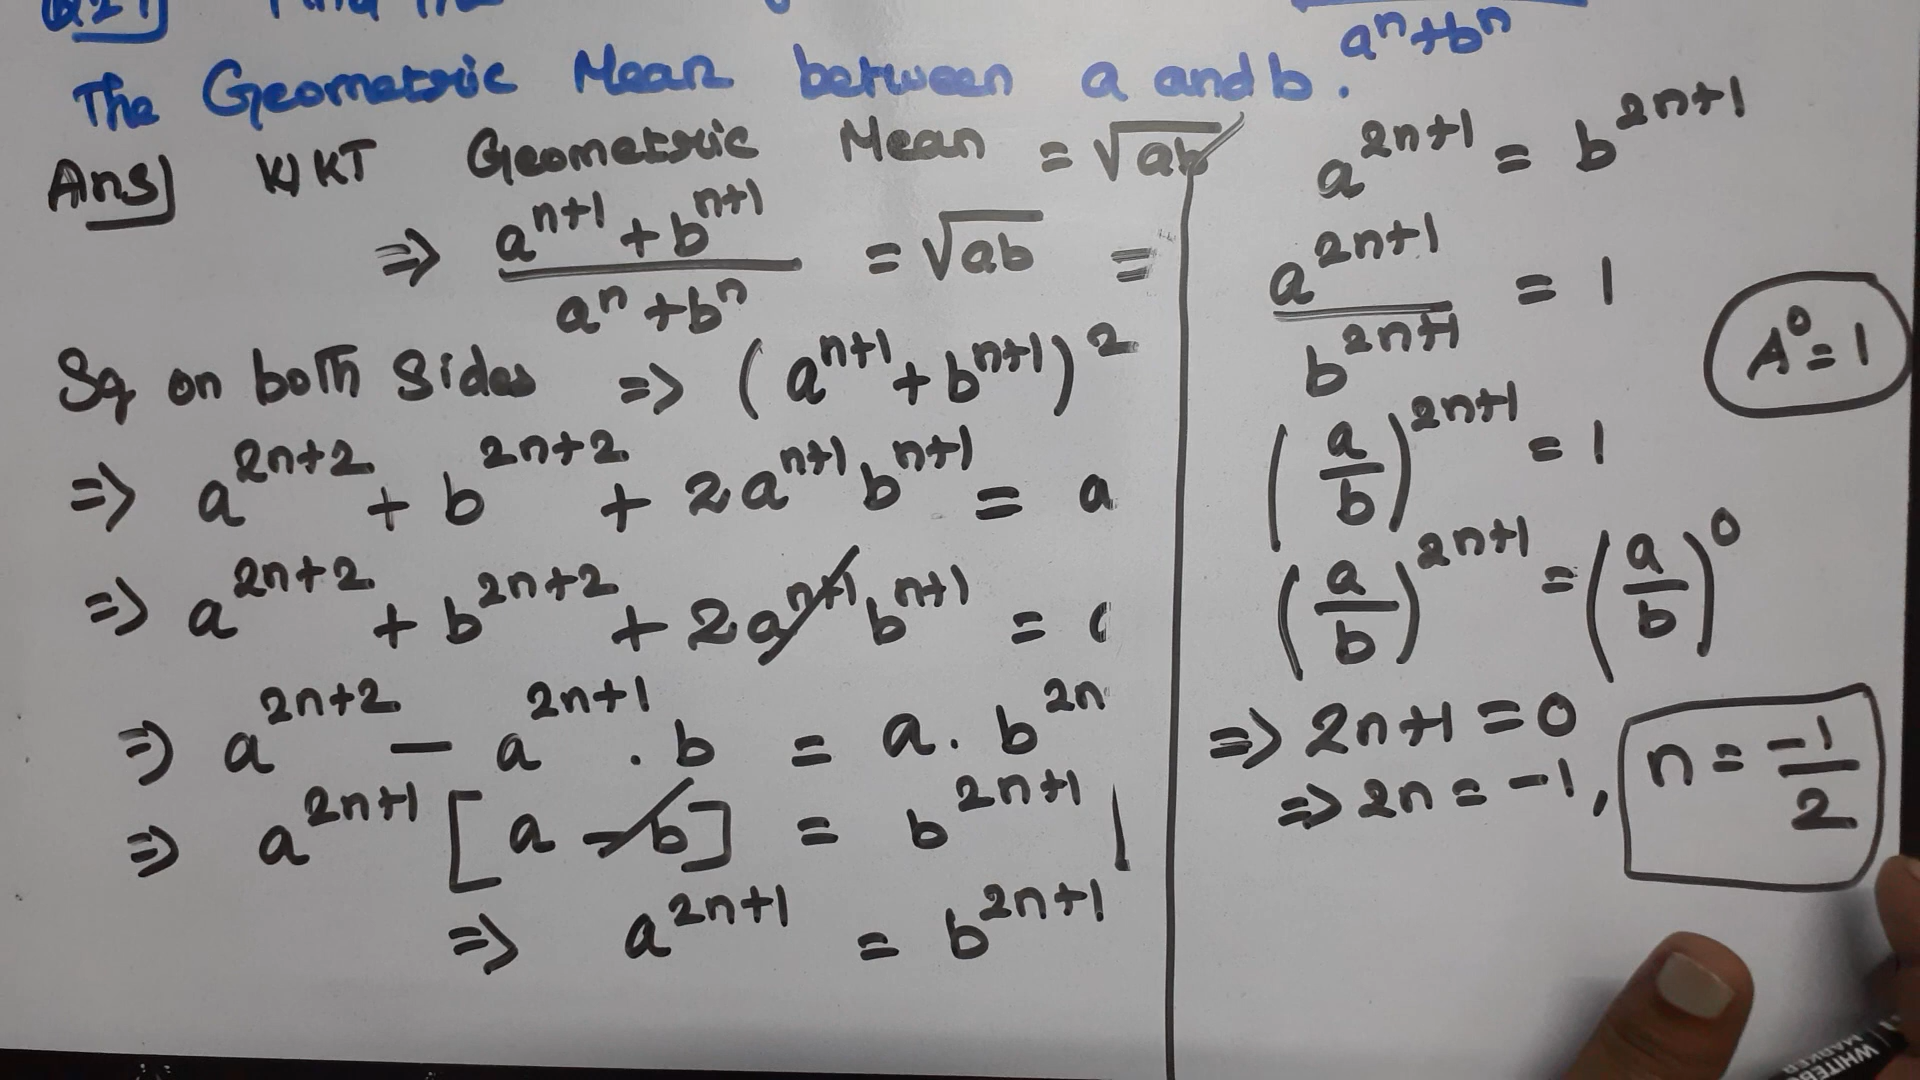 Q21)
aⁿ+bⁿ
The Geometric Mean between a and b.
Ans) WKT Geometric Mean = √ab
⇒ (aⁿ⁺¹ + bⁿ⁺¹)/(aⁿ + bⁿ) = √ab =
Sq on both sides ⇒ (aⁿ⁺¹ + bⁿ⁺¹)²
⇒ a²ⁿ⁺² + b²ⁿ⁺² + 2aⁿ⁺¹bⁿ⁺¹ = a
⇒ a²ⁿ⁺² + b²ⁿ⁺² + 2aⁿ⁺¹bⁿ⁺¹ =
⇒ a²ⁿ⁺² − a²ⁿ⁺¹.b = a.b²ⁿ
⇒ a²ⁿ⁺¹[a − b] = b²ⁿ⁺¹
⇒ a²ⁿ⁺¹ = b²ⁿ⁺¹
a²ⁿ⁺¹ = b²ⁿ⁺¹
a²ⁿ⁺¹/b²ⁿ⁺¹ = 1
A⁰ = 1
(a/b)²ⁿ⁺¹ = 1
(a/b)²ⁿ⁺¹ = (a/b)⁰
⇒ 2n+1 = 0
⇒ 2n = −1, n = −1/2